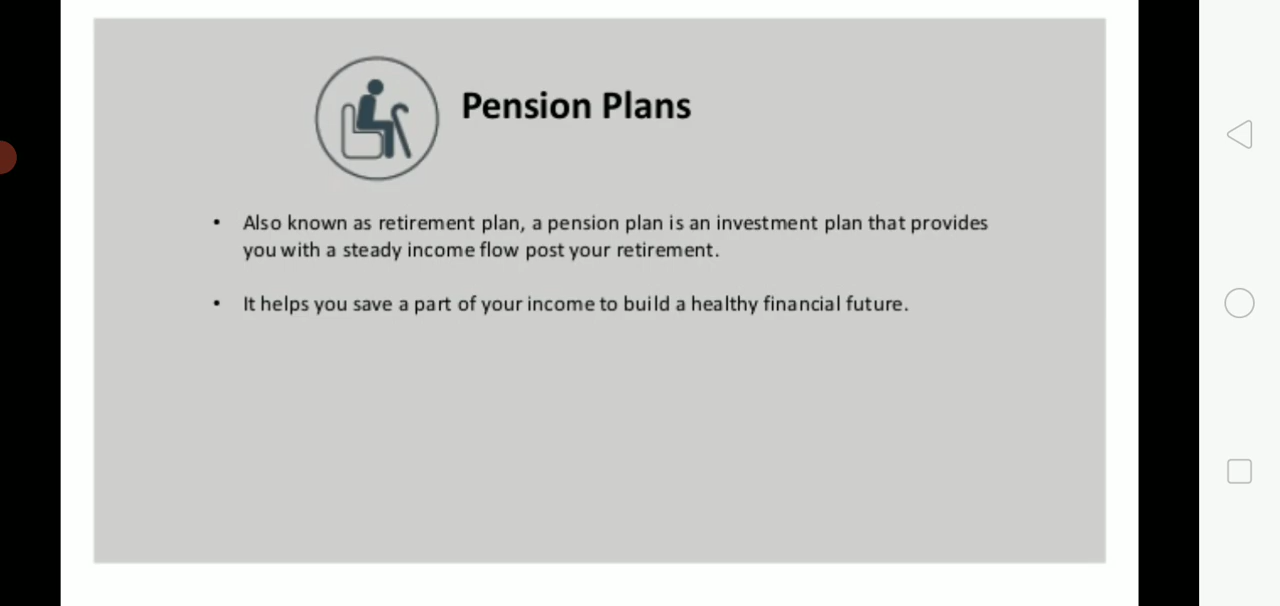 Pension Plans
• Also known as retirement plan, a pension plan is an investment plan that provides
you with a steady income flow post your retirement.
• It helps you save a part of your income to build a healthy financial future.